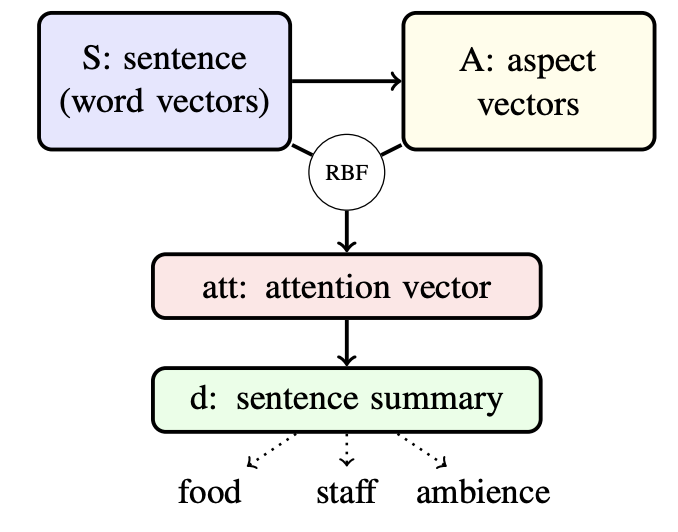 S: sentence
(word vectors)
A: aspect
vectors
RBF
att: attention vector
d: sentence summary
food
staff
ambience